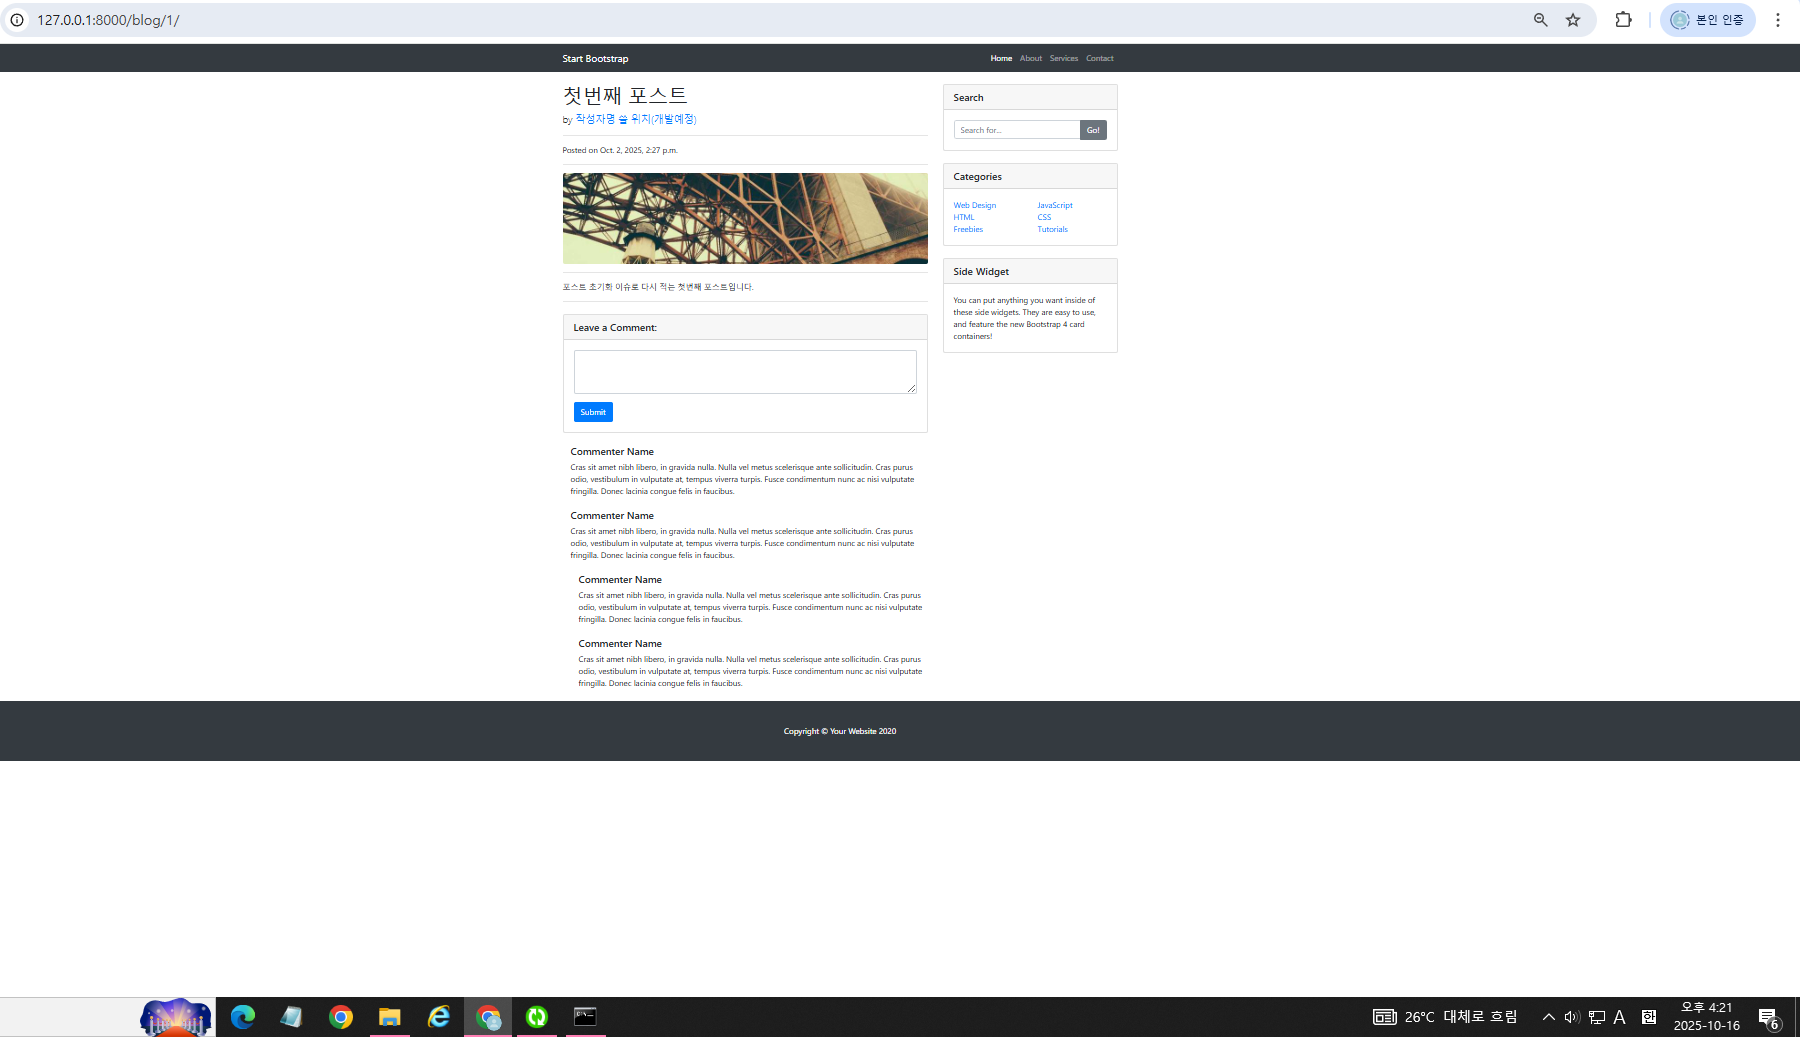 127.0.0.1:8000/blog/1/
본인 인증
Start Bootstrap
Home About Services Contact
첫번째 포스트
by 작성자명 쓸 위치(개발예정)
Posted on Oct. 2, 2025, 2:27 p.m.
포스트 초기화 이슈로 다시 적는 첫번째 포스트입니다.
Leave a Comment:
Submit
Commenter Name
Cras sit amet nibh libero, in gravida nulla. Nulla vel metus scelerisque ante sollicitudin. Cras purus
odio, vestibulum in vulputate at, tempus viverra turpis. Fusce condimentum nunc ac nisi vulputate
fringilla. Donec lacinia congue felis in faucibus.
Commenter Name
Cras sit amet nibh libero, in gravida nulla. Nulla vel metus scelerisque ante sollicitudin. Cras purus
odio, vestibulum in vulputate at, tempus viverra turpis. Fusce condimentum nunc ac nisi vulputate
fringilla. Donec lacinia congue felis in faucibus.
Commenter Name
Cras sit amet nibh libero, in gravida nulla. Nulla vel metus scelerisque ante sollicitudin. Cras purus
odio, vestibulum in vulputate at, tempus viverra turpis. Fusce condimentum nunc ac nisi vulputate
fringilla. Donec lacinia congue felis in faucibus.
Commenter Name
Cras sit amet nibh libero, in gravida nulla. Nulla vel metus scelerisque ante sollicitudin. Cras purus
odio, vestibulum in vulputate at, tempus viverra turpis. Fusce condimentum nunc ac nisi vulputate
fringilla. Donec lacinia congue felis in faucibus.
Search
Search for... Go!
Categories
Web Design JavaScript
HTML CSS
Freebies Tutorials
Side Widget
You can put anything you want inside of
these side widgets. They are easy to use,
and feature the new Bootstrap 4 card
containers!
Copyright © Your Website 2020
26°C 대체로 흐림
A 한
오후 4:21
2025-10-16
6